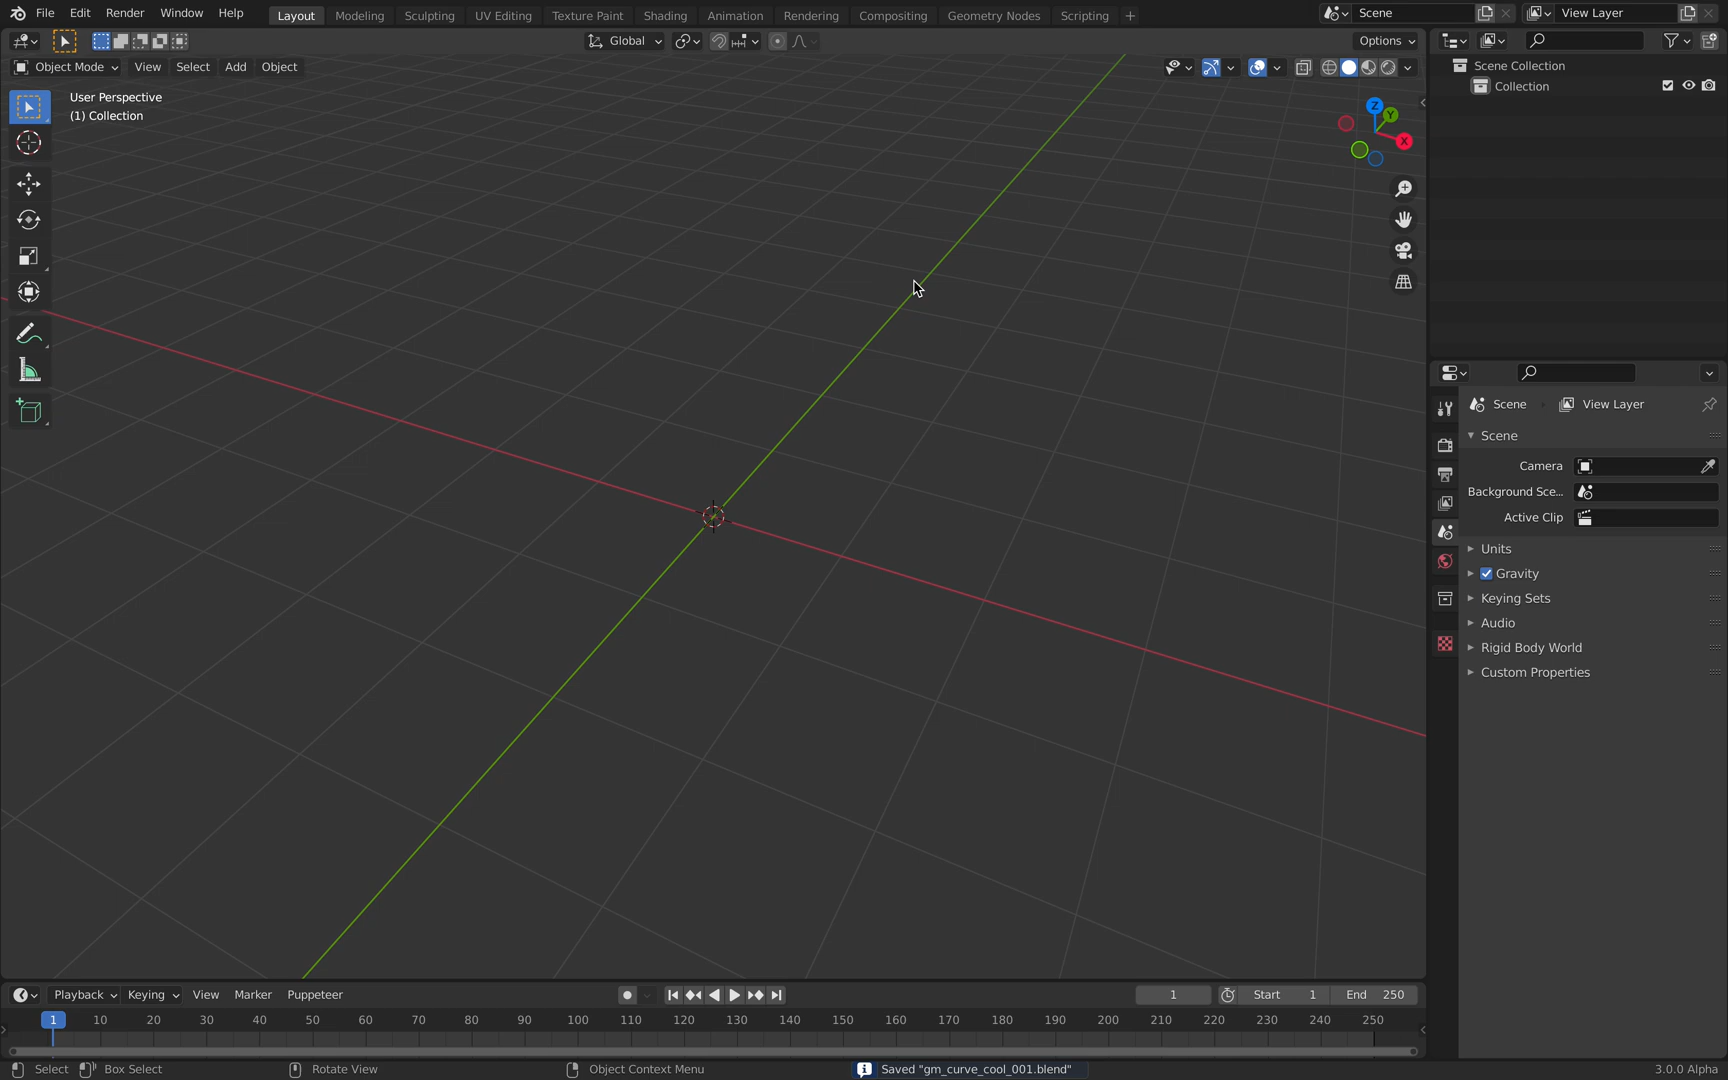 File Edit Render Window Help Layout Modeling Sculpting UV Editing Texture Paint Shading Animation Rendering Compositing Geometry Nodes Scripting + Scene View Layer
Global Options
Object Mode View Select Add Object
Scene Collection
Collection
User Perspective
(1) Collection
Z
Y
X
Scene View Layer
Scene
Camera
Background Sce...
Active Clip
Units
Gravity
Keying Sets
Audio
Rigid Body World
Custom Properties
Playback Keying View Marker Puppeteer 1 Start 1 End 250
1 10 20 30 40 50 60 70 80 90 100 110 120 130 140 150 160 170 180 190 200 210 220 230 240 250
Select Box Select Rotate View Object Context Menu Saved "gm_curve_cool_001.blend" 3.0.0 Alpha